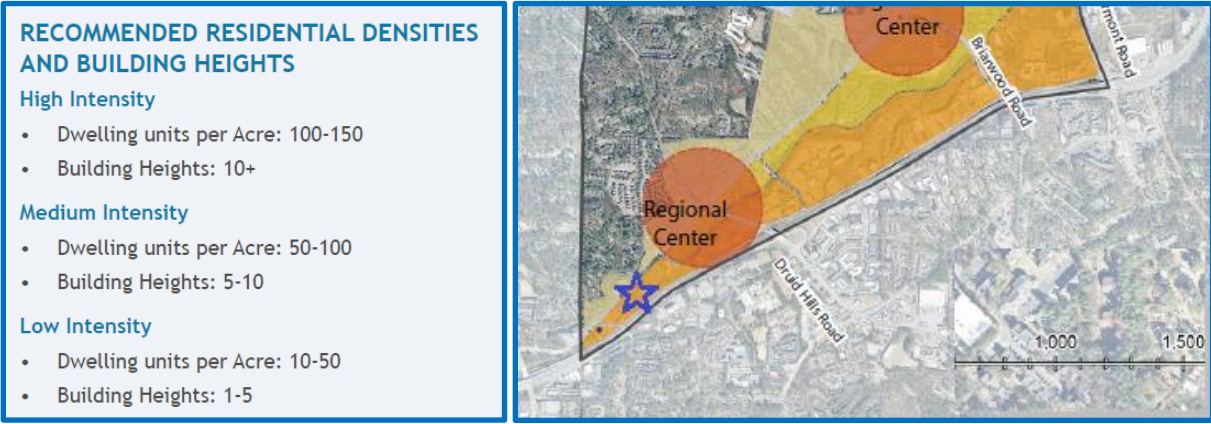 RECOMMENDED RESIDENTIAL DENSITIES
AND BUILDING HEIGHTS
High Intensity
• Dwelling units per Acre: 100-150
• Building Heights: 10+
Medium Intensity
• Dwelling units per Acre: 50-100
• Building Heights: 5-10
Low Intensity
• Dwelling units per Acre: 10-50
• Building Heights: 1-5
Center
rmont Road
Briarwood Road
Regional
Center
Druid Hills Road
1,000
1,500